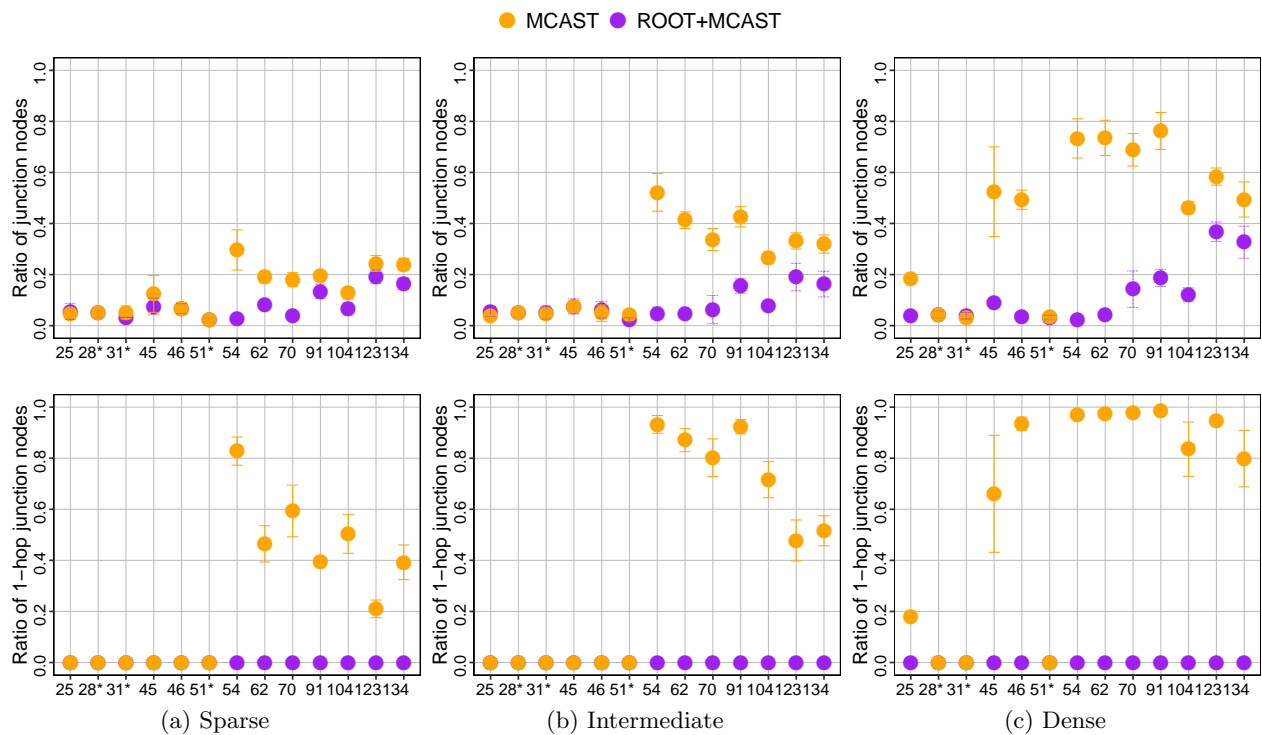 MCAST ROOT+MCAST
Ratio of junction nodes
1.0
0.8
0.6
0.4
0.2
0.0
25 28* 31* 45 46 51* 54 62 70 91 104 123 134
Ratio of junction nodes
1.0
0.8
0.6
0.4
0.2
0.0
25 28* 31* 45 46 51* 54 62 70 91 104 123 134
Ratio of junction nodes
1.0
0.8
0.6
0.4
0.2
0.0
25 28* 31* 45 46 51* 54 62 70 91 104 123 134
Ratio of 1−hop junction nodes
1.0
0.8
0.6
0.4
0.2
0.0
25 28* 31* 45 46 51* 54 62 70 91 104 123 134
(a) Sparse
Ratio of 1−hop junction nodes
1.0
0.8
0.6
0.4
0.2
0.0
25 28* 31* 45 46 51* 54 62 70 91 104 123 134
(b) Intermediate
Ratio of 1−hop junction nodes
1.0
0.8
0.6
0.4
0.2
0.0
25 28* 31* 45 46 51* 54 62 70 91 104 123 134
(c) Dense